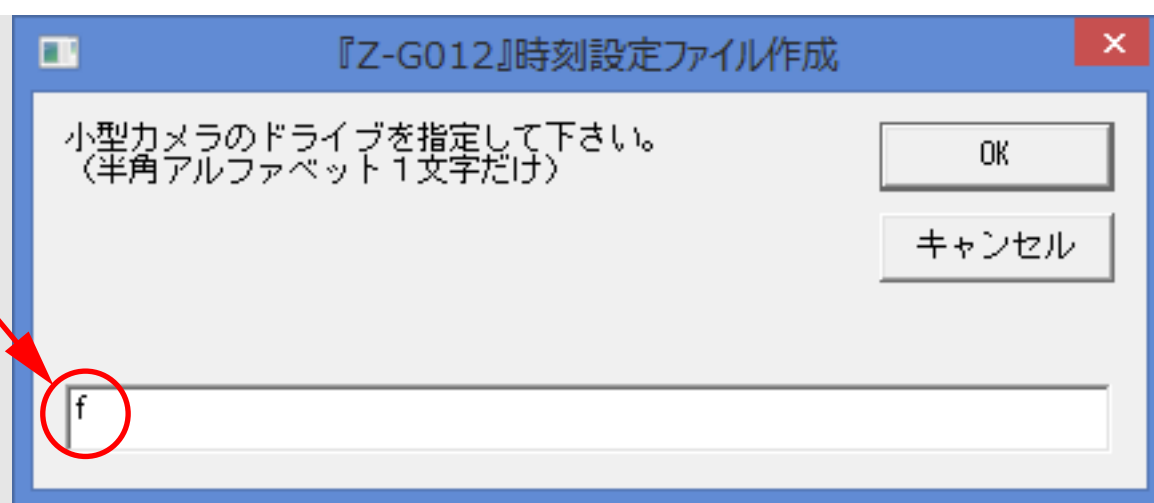 『Z-G012』時刻設定ファイル作成
小型カメラのドライブを指定して下さい。
（半角アルファベット１文字だけ）
OK
キャンセル
f